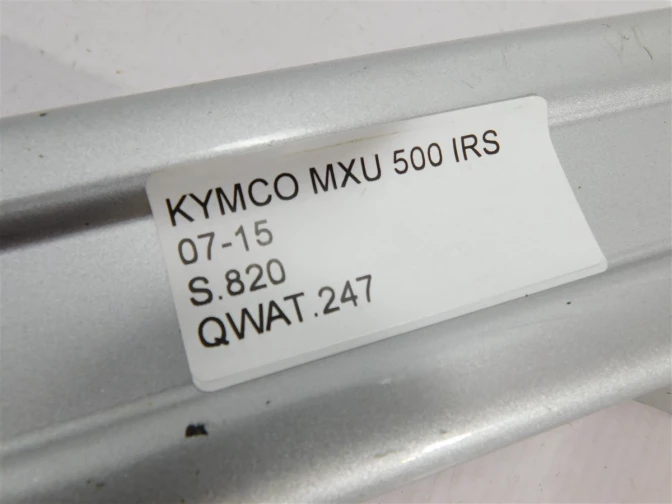 KYMCO MXU 500 IRS
07-15
S.820
QWAT.247